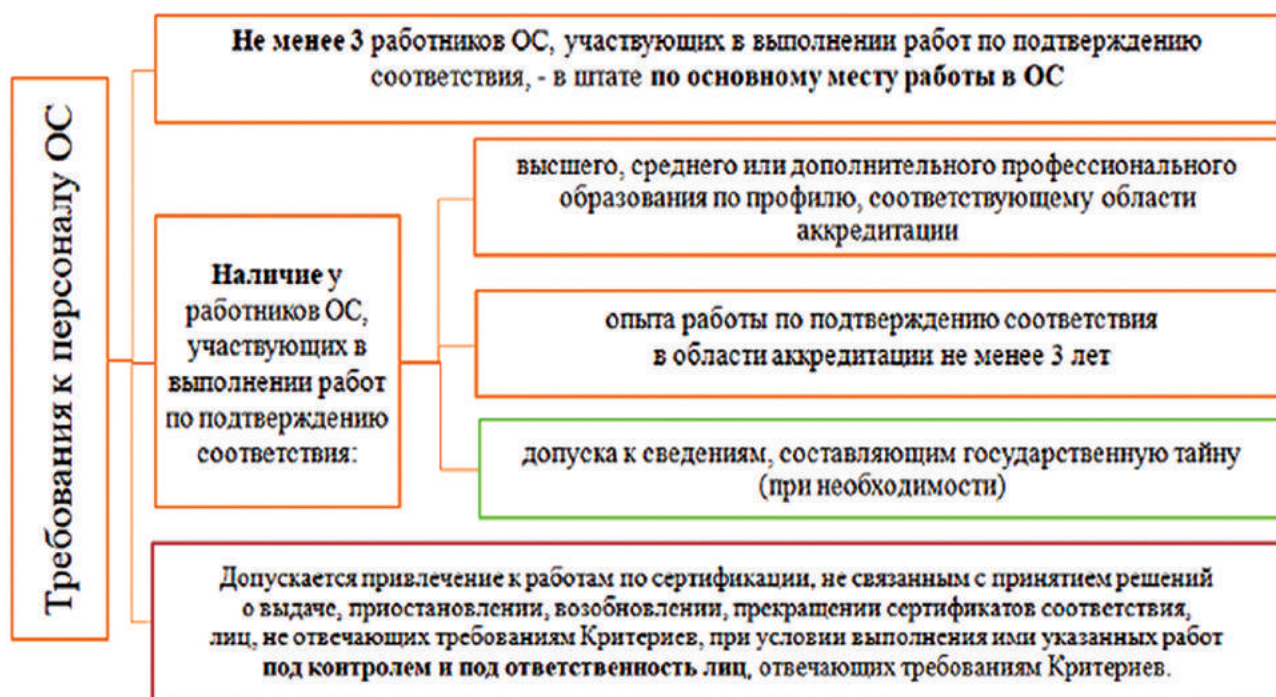 Требования к персоналу ОС
Не менее 3 работников ОС, участвующих в выполнении работ по подтверждению
соответствия, - в штате по основному месту работы в ОС
Наличие у
работников ОС,
участвующих в
выполнении работ
по подтверждению
соответствия:
высшего, среднего или дополнительного профессионального
образования по профилю, соответствующему области
аккредитации
опыта работы по подтверждению соответствия
в области аккредитации не менее 3 лет
допуска к сведениям, составляющим государственную тайну
(при необходимости)
Допускается привлечение к работам по сертификации, не связанным с принятием решений
о выдаче, приостановлении, возобновлении, прекращении сертификатов соответствия,
лиц, не отвечающих требованиям Критериев, при условии выполнения ими указанных работ
под контролем и под ответственность лиц, отвечающих требованиям Критериев.